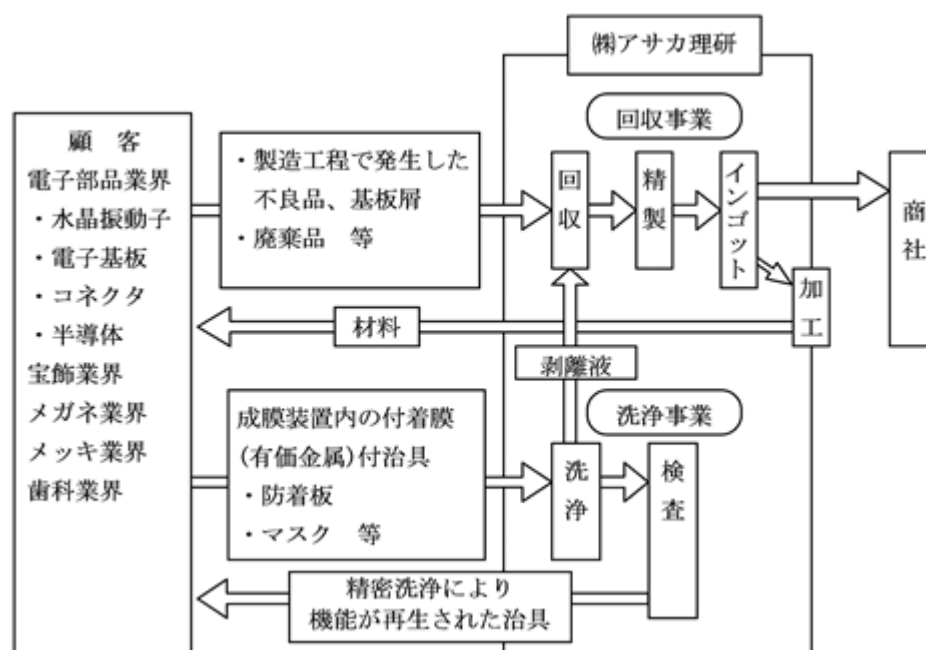 ㈱アサカ理研
回収事業
顧　客
電子部品業界
・水晶振動子
・電子基板
・コネクタ
・半導体
宝飾業界
メガネ業界
メッキ業界
歯科業界
・製造工程で発生した
不良品、基板層
・廃棄品　等
回収
精製
インゴット
商社
加工
材料
剥離液
洗浄事業
成膜装置内の付着膜
(有価金属)付治具
・防着板
・マスク　等
洗浄
検査
精密洗浄により
機能が再生された治具